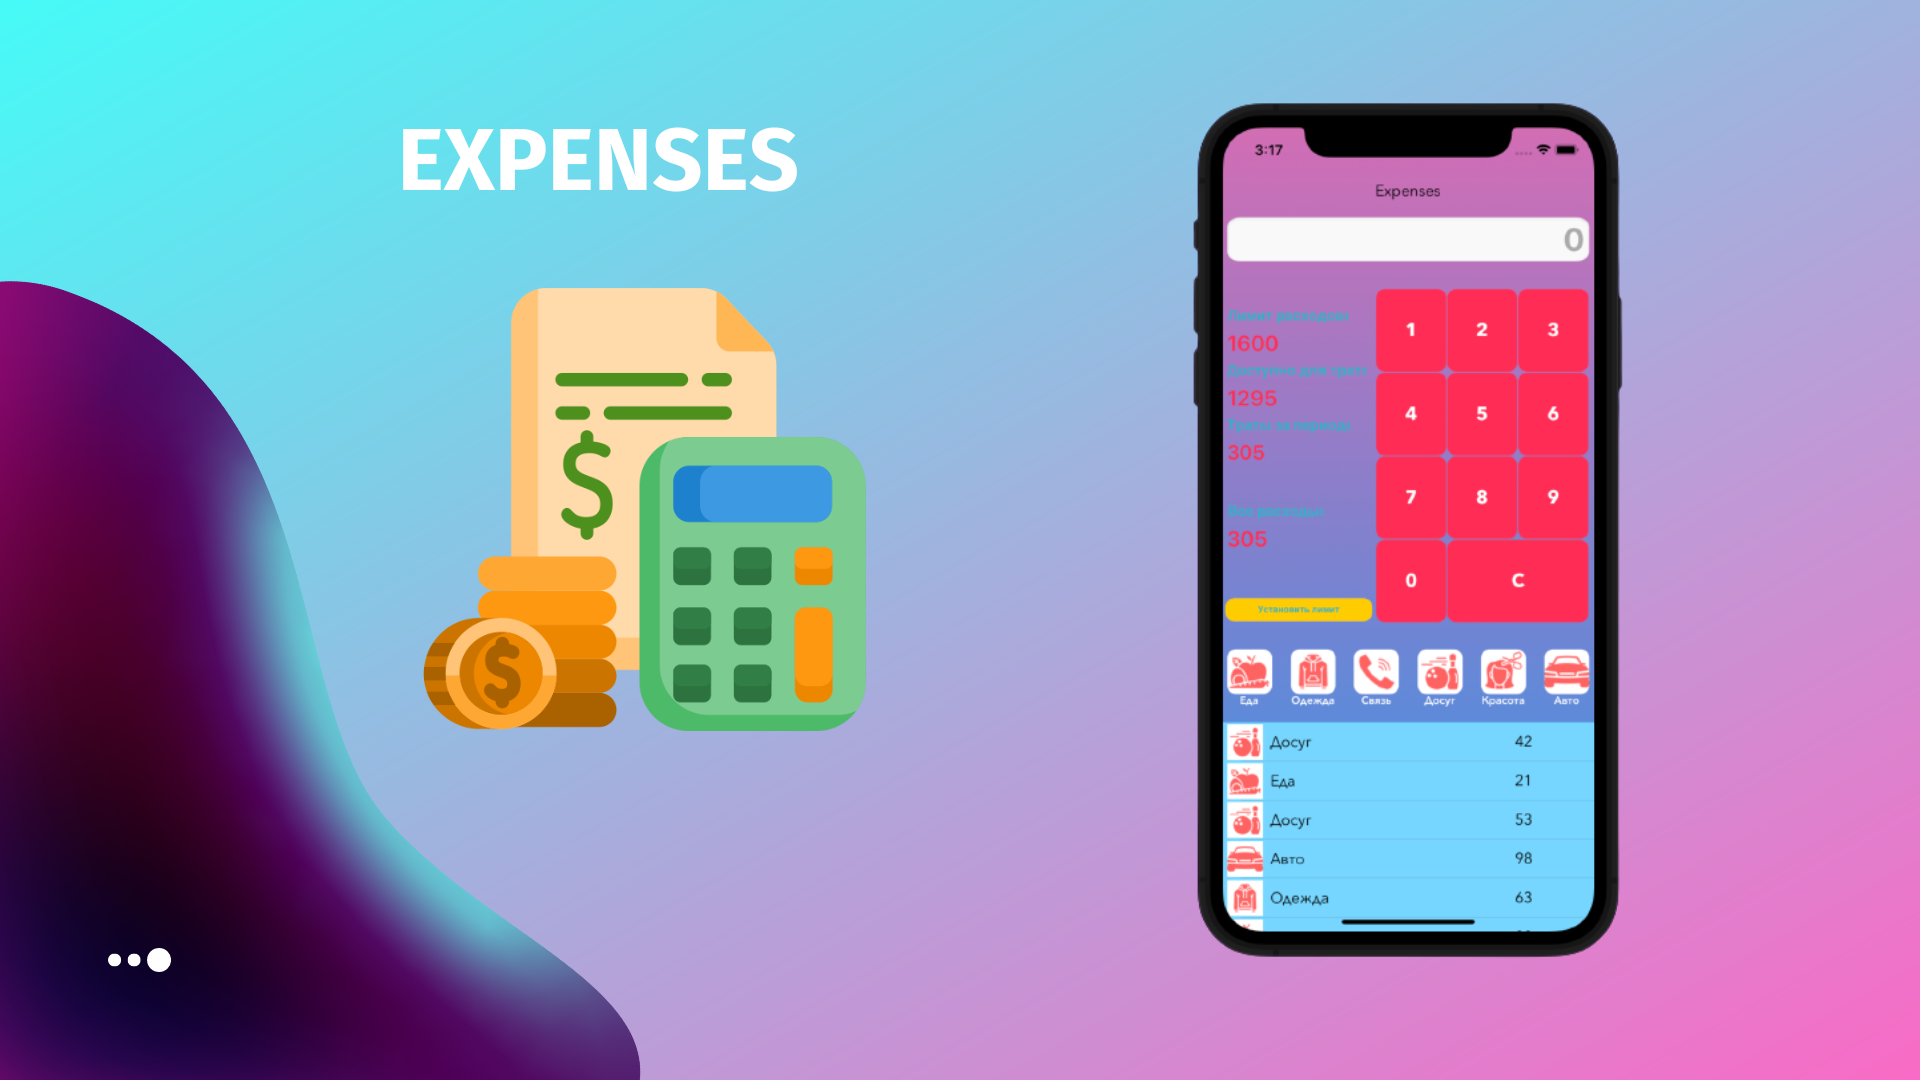 EXPENSES
$
$
3:17
Expenses
0
Лимит расходов:
1600
Доступно для трат:
1295
Траты за период:
305
Все расходы:
305
Установить лимит
1 2 3
4 5 6
7 8 9
0 C
Еда Одежда Связь Досуг Красота Авто
Досуг 42
Еда 21
Досуг 53
Авто 98
Одежда 63